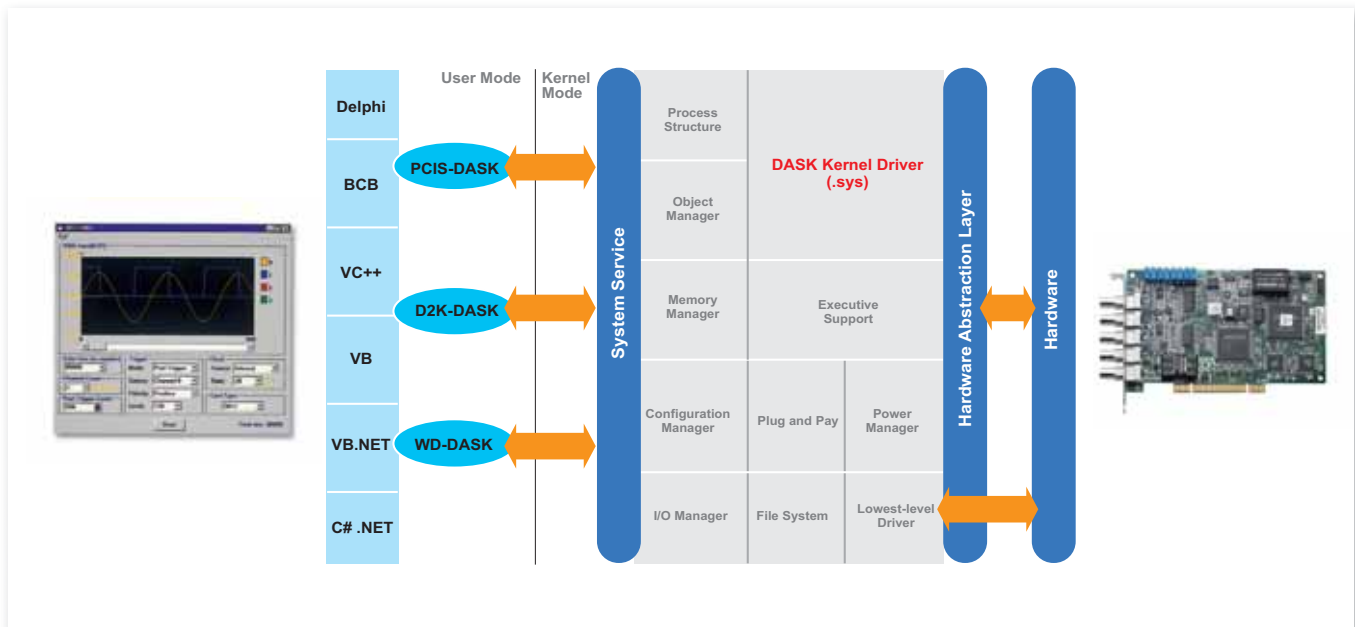 User Mode
Kernel
Mode
Delphi
BCB
VC++
VB
VB.NET
C# .NET
PCIS-DASK
D2K-DASK
WD-DASK
System Service
Process
Structure
Object
Manager
Memory
Manager
Configuration
Manager
I/O Manager
DASK Kernel Driver
(.sys)
Executive
Support
Plug and Pay
Power
Manager
File System
Lowest-level
Driver
Hardware Abstraction Layer
Hardware